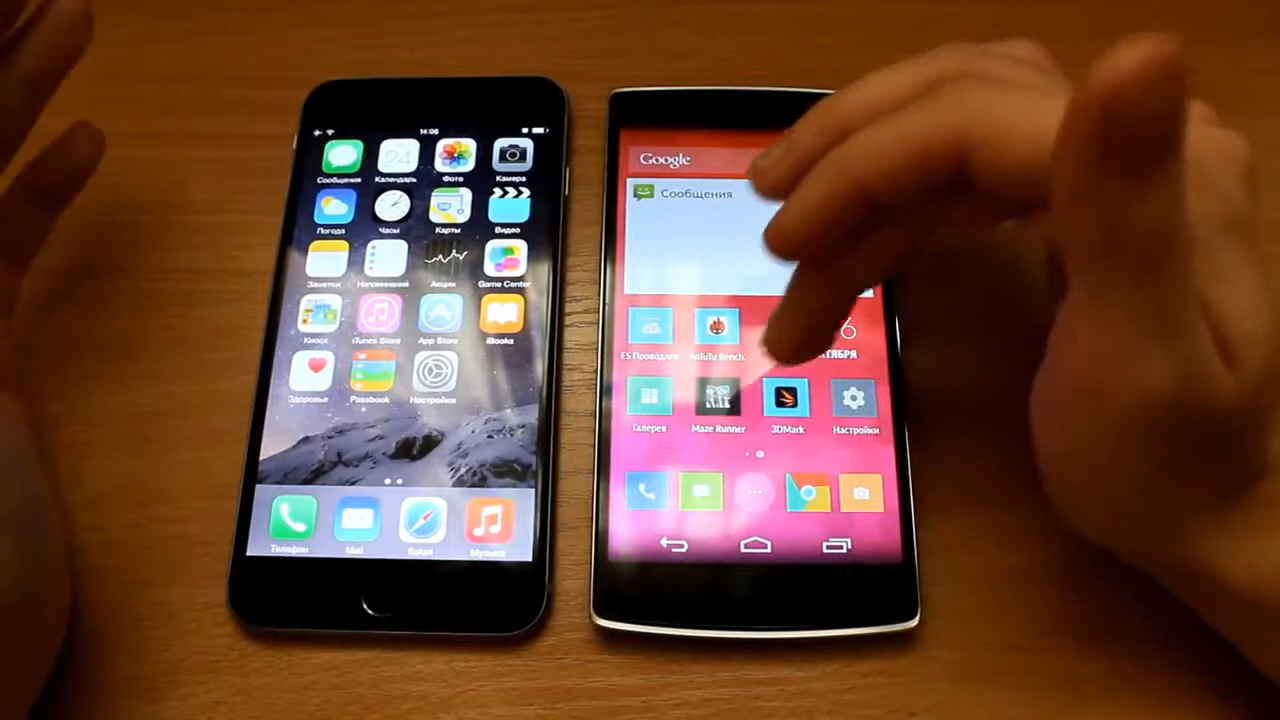 14:06
Сообщения
24
Календарь
Фото
Камера
Погода
Часы
Карты
Видео
Заметки
Напоминания
Акции
Game Center
Киоск
iTunes Store
App Store
iBooks
Здоровье
Passbook
Настройки
Телефон
Mail
Safari
Музыка
Google
Сообщения
6
ES Проводник
AnTuTu Bench.
ТЯБРЯ
Галерея
Maze Runner
3DMark
Настройки